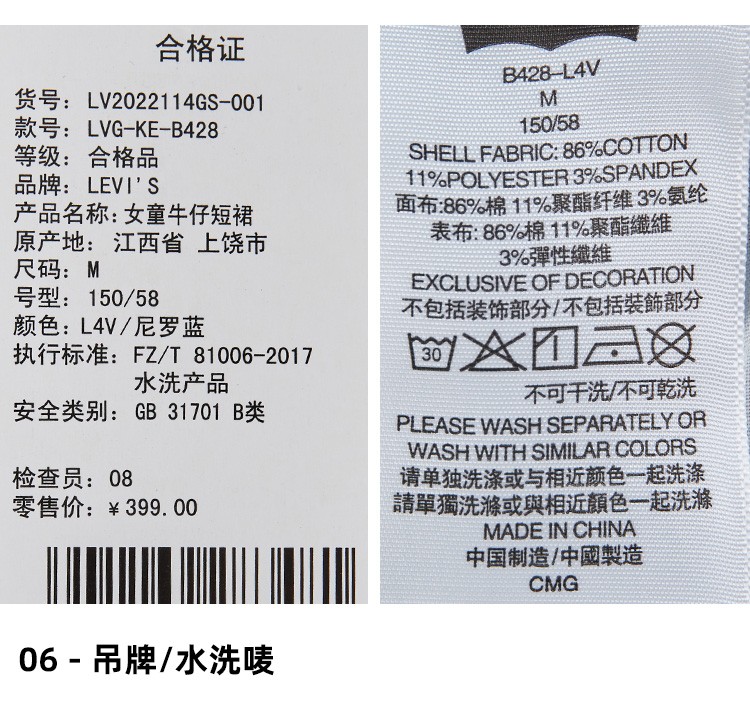 合格证
货号: LV2022114GS-001
款号: LVG-KE-B428
等级: 合格品
品牌: LEVI'S
产品名称: 女童牛仔短裙
原产地: 江西省 上饶市
尺码: M
号型: 150/58
颜色: L4V/尼罗蓝
执行标准: FZ/T 81006-2017
水洗产品
安全类别: GB 31701 B类
检查员: 08
零售价: ¥399.00
B428-L4V
M
150/58
SHELL FABRIC: 86%COTTON
11%POLYESTER 3%SPANDEX
面布:86%棉 11%聚酯纤维 3%氨纶
表布: 86%棉 11%聚酯纖維
3%彈性纖維
EXCLUSIVE OF DECORATION
不包括装饰部分/不包括裝飾部分
30
不可干洗/不可乾洗
PLEASE WASH SEPARATELY OR
WASH WITH SIMILAR COLORS
请单独洗涤或与相近颜色一起洗涤
請單獨洗滌或與相近顏色一起洗滌
MADE IN CHINA
中国制造/中國製造
CMG
06 - 吊牌/水洗唛